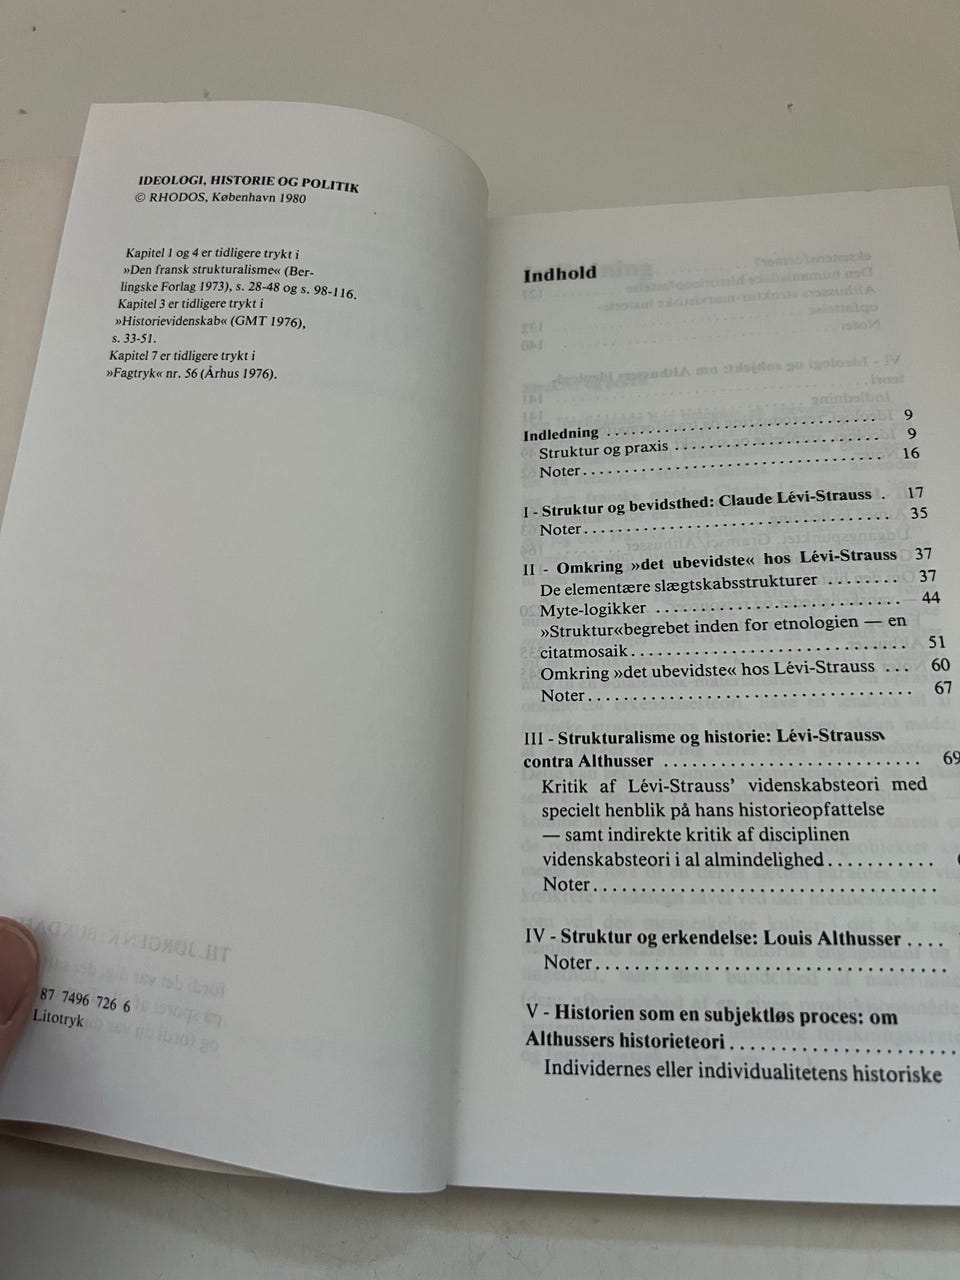 IDEOLOGI, HISTORIE OG POLITIK
© RHODOS, København 1980
Kapitel 1 og 4 er tidligere trykt i
»Den fransk strukturalisme« (Ber-
lingske Forlag 1973), s. 28-48 og s. 98-116.
Kapitel 3 er tidligere trykt i
»Historievidenskab« (GMT 1976),
s. 33-51.
Kapitel 7 er tidligere trykt i
»Fagtryk« nr. 56 (Århus 1976).
87 7496 726 6
Litotryk
Indhold
Indledning .............................. 9
Struktur og praxis ........................ 9
Noter.................................... 16
I - Struktur og bevidsthed: Claude Lévi-Strauss . 17
Noter.................................... 35
II - Omkring »det ubevidste« hos Lévi-Strauss 37
De elementære slægtskabsstrukturer ........ 37
Myte-logikker ............................ 44
»Struktur«begrebet inden for etnologien — en
citatmosaik............................... 51
Omkring »det ubevidste« hos Lévi-Strauss ... 60
Noter.................................... 67
III - Strukturalisme og historie: Lévi-Strauss
contra Althusser .......................... 69
Kritik af Lévi-Strauss’ videnskabsteori med
specielt henblik på hans historieopfattelse
— samt indirekte kritik af disciplinen
videnskabsteori i al almindelighed...........
Noter....................................
IV - Struktur og erkendelse: Louis Althusser ....
Noter....................................
V - Historien som en subjektløs proces: om
Althussers historieteori......................
Individernes eller individualitetens historiske